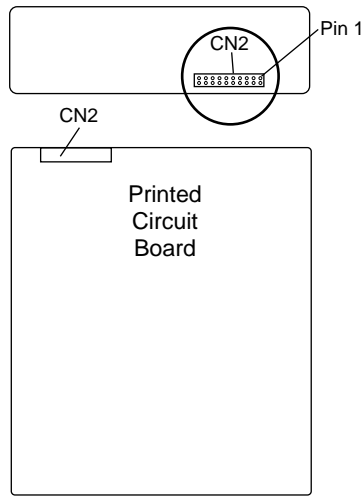 Pin 1
CN2
CN2
Printed
Circuit
Board